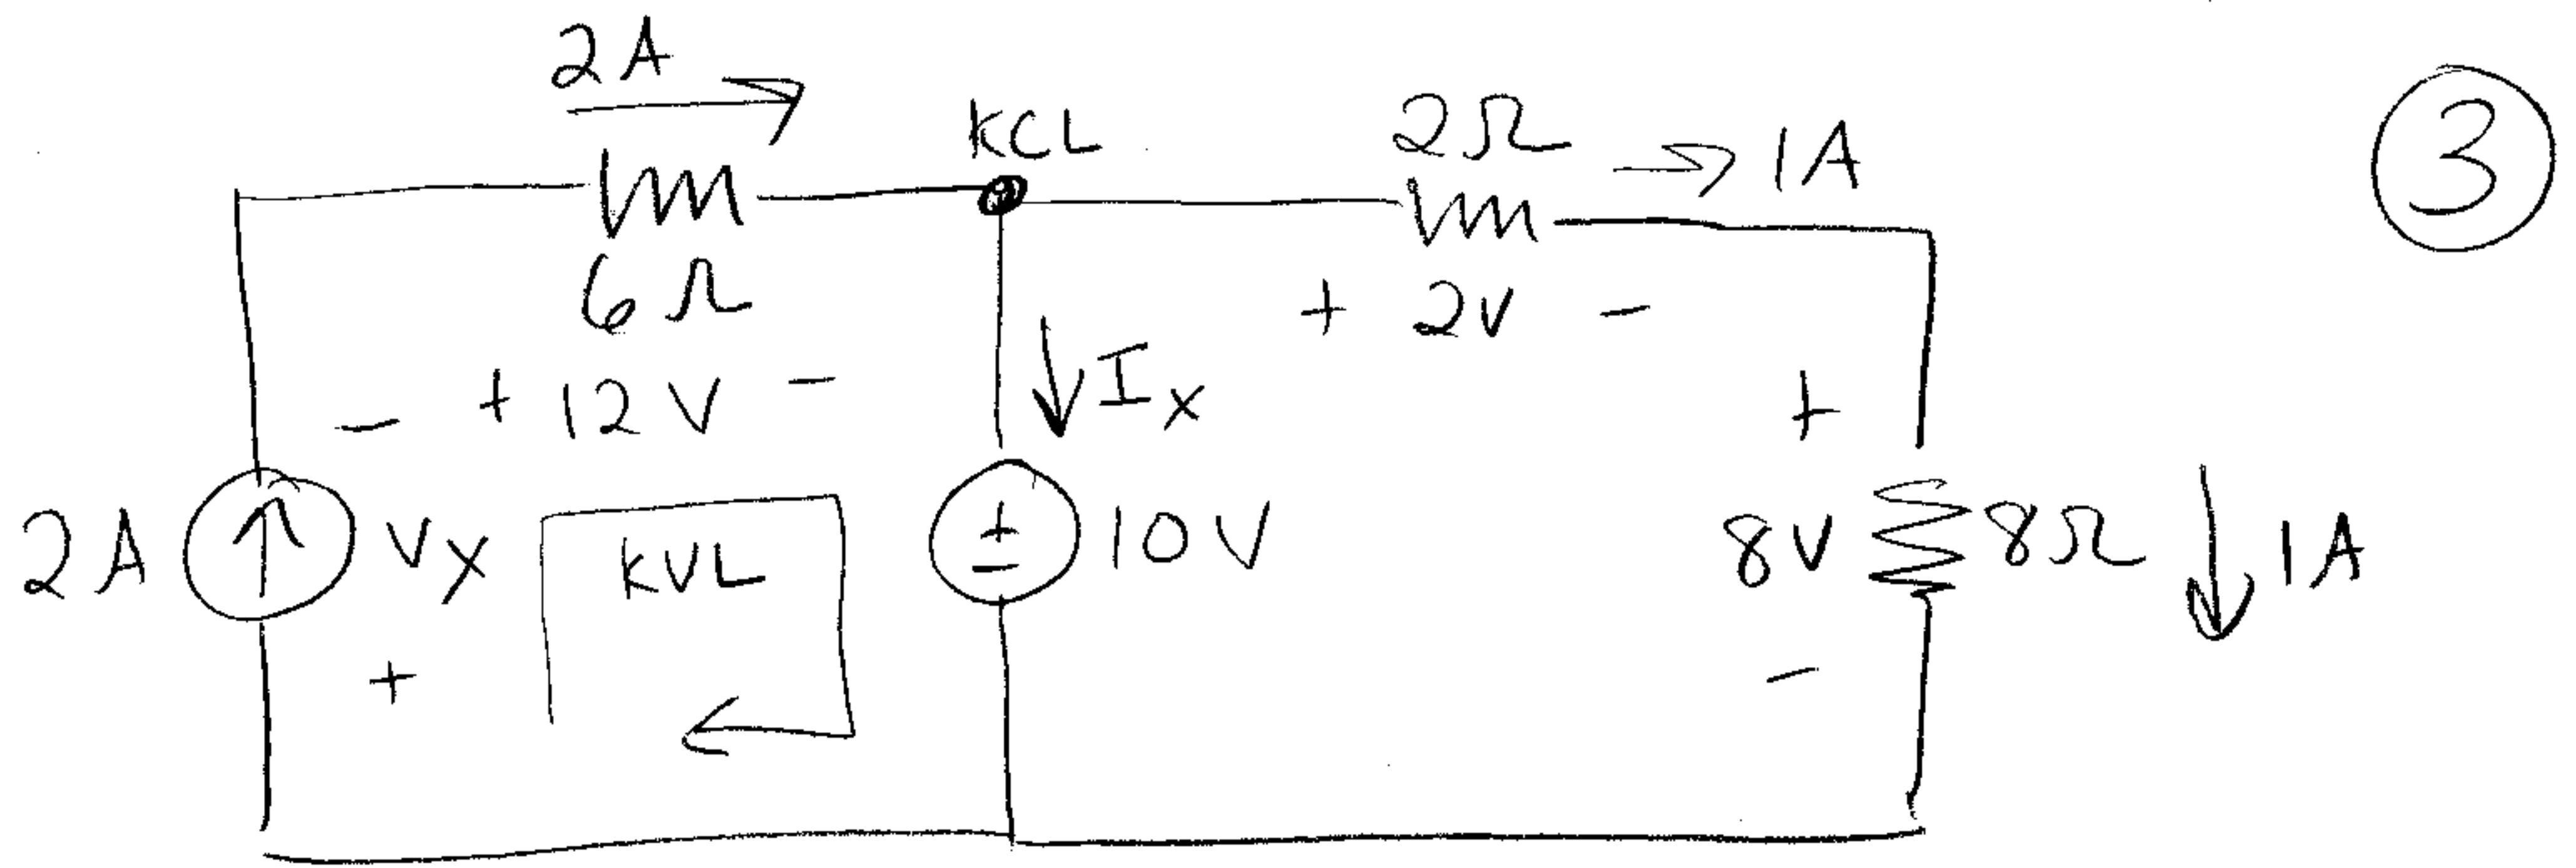 2A
KCL
2Ω
1A
3
6Ω
+ 2V -
- + 12V -
Ix
+
2A
Vx
KVL
±
10V
8V
8Ω
1A
+
-